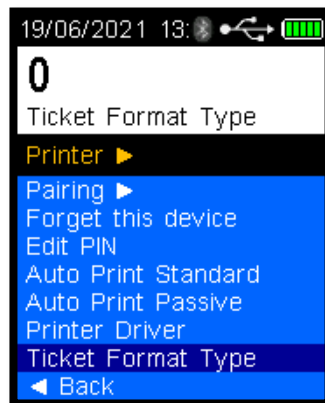 19/06/2021 13:
0
Ticket Format Type
Printer ▶
Pairing ▶
Forget this device
Edit PIN
Auto Print Standard
Auto Print Passive
Printer Driver
Ticket Format Type
◀ Back